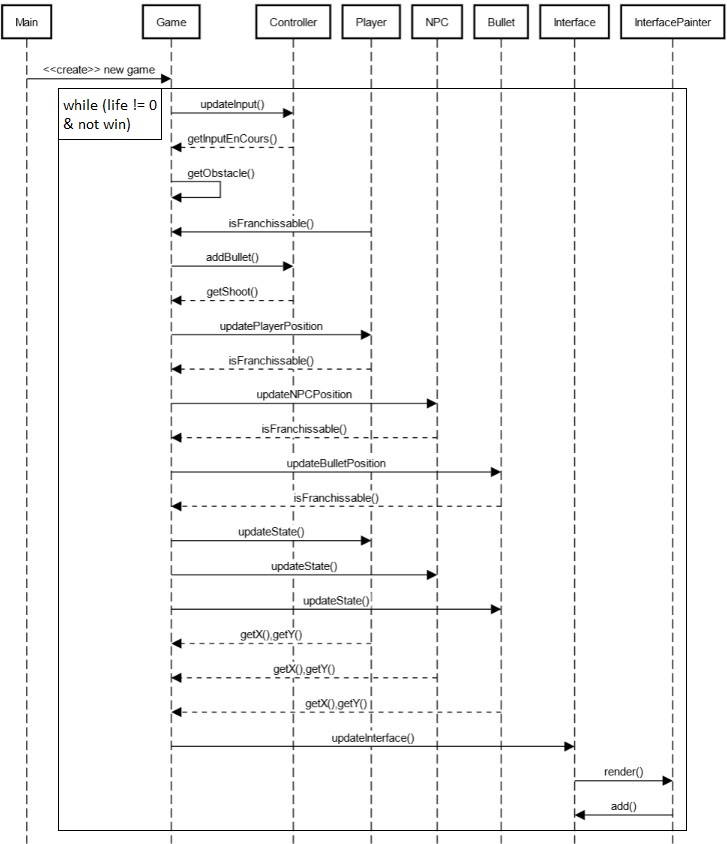 Main Game Controller Player NPC Bullet Interface InterfacePainter
<<create>> new game
while (life != 0
& not win)
updateInput()
getInputEnCours()
getObstacle()
isFranchissable()
addBullet()
getShoot()
updatePlayerPosition
isFranchissable()
updateNPCPosition
isFranchissable()
updateBulletPosition
isFranchissable()
updateState()
updateState()
updateState()
getX(),getY()
getX(),getY()
getX(),getY()
updateInterface()
render()
add()